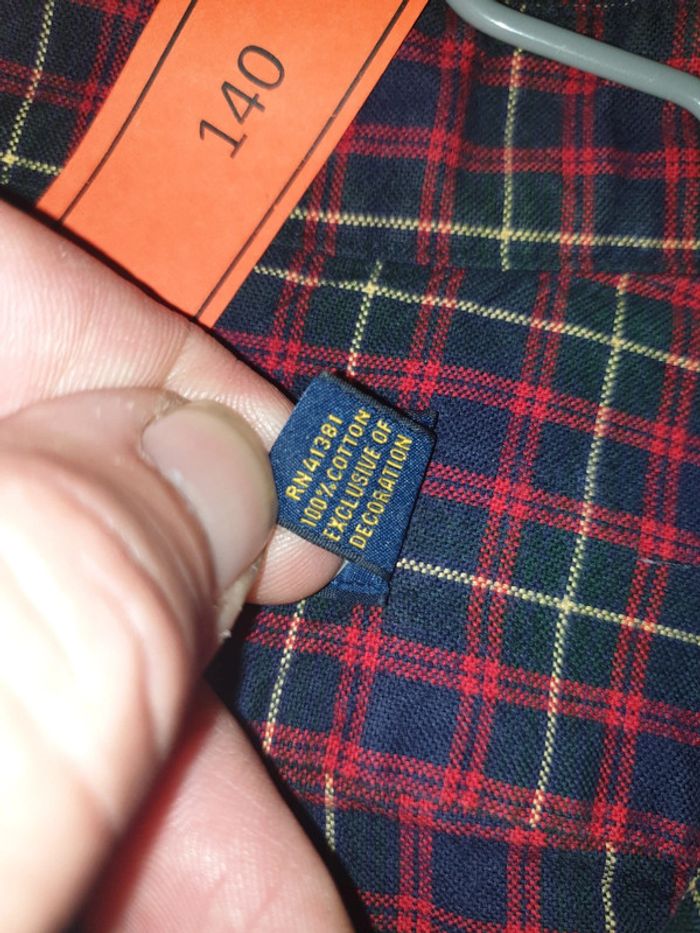 140
RN41381
100% COTTON
EXCLUSIVE OF
DECORATION